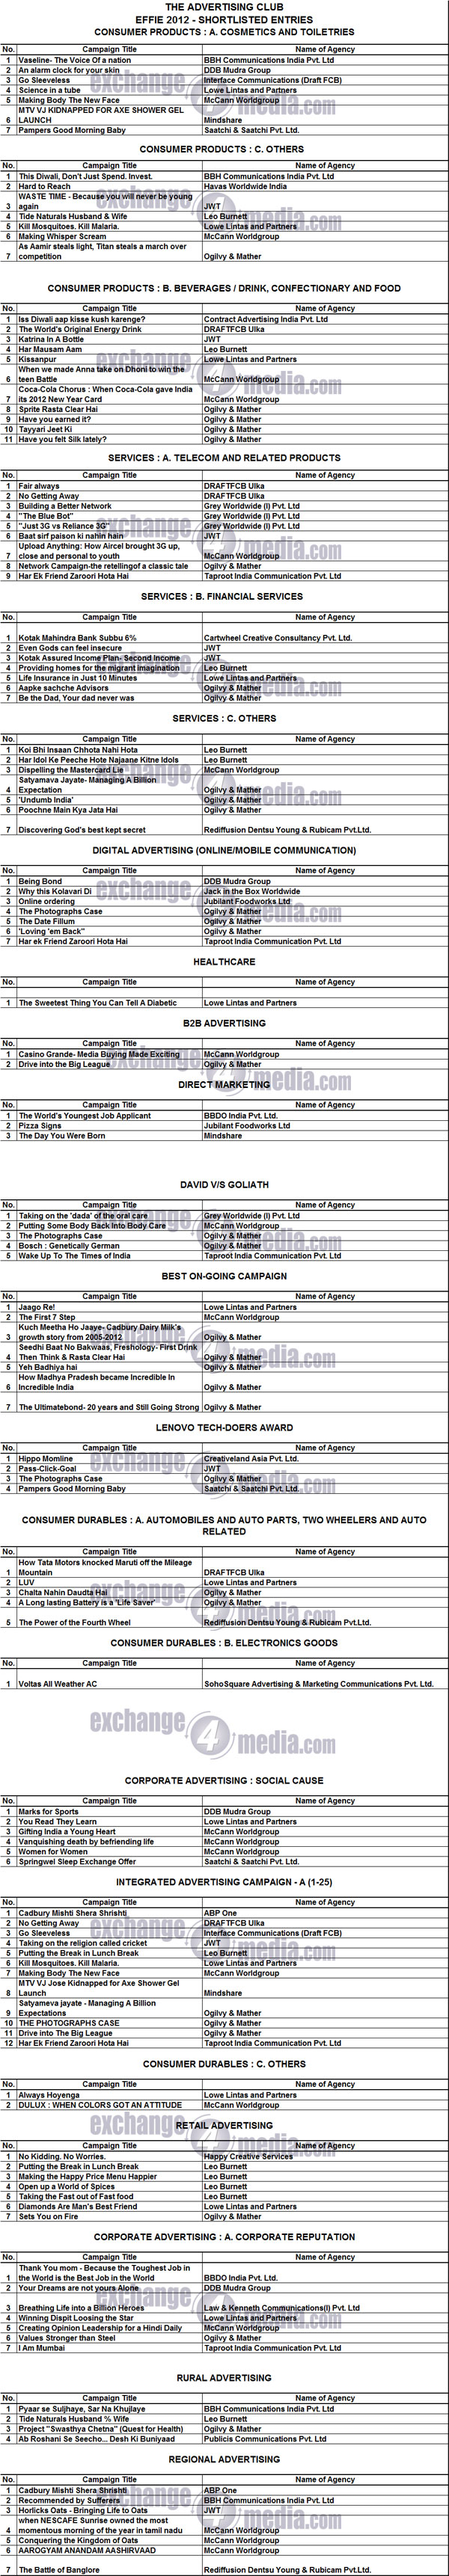 THE ADVERTISING CLUB
EFFIE 2012 - SHORTLISTED ENTRIES
CONSUMER PRODUCTS : A. COSMETICS AND TOILETRIES
No. Campaign Title Name of Agency
1 Vaseline- The Voice Of a nation BBH Communications India Pvt. Ltd
2 An alarm clock for your skin DDB Mudra Group
3 Go Sleeveless Interface Communications (Draft FCB)
4 Science in a tube Lowe Lintas and Partners
5 Making Body The New Face McCann Worldgroup
MTV VJ KIDNAPPED FOR AXE SHOWER GEL
6 LAUNCH Mindshare
7 Pampers Good Morning Baby Saatchi & Saatchi Pvt. Ltd.
CONSUMER PRODUCTS : C. OTHERS
No. Campaign Title Name of Agency
1 This Diwali, Don't Just Spend. Invest. BBH Communications India Pvt. Ltd
2 Hard to Reach Havas Worldwide India
WASTE TIME - Because you will never be young
3 again JWT
4 Tide Naturals Husband & Wife Leo Burnett
5 Kill Mosquitoes. Kill Malaria. Lowe Lintas and Partners
6 Making Whisper Scream McCann Worldgroup
As Aamir steals light, Titan steals a march over
7 competition Ogilvy & Mather
CONSUMER PRODUCTS : B. BEVERAGES / DRINK, CONFECTIONARY AND FOOD
No. Campaign Title Name of Agency
1 Iss Diwali aap kisse kush karenge? Contract Advertising India Pvt. Ltd
2 The World's Original Energy Drink DRAFTFCB Ulka
3 Katrina In A Bottle JWT
4 Har Mausam Aam Leo Burnett
5 Kissanpur Lowe Lintas and Partners
When we made Anna take on Dhoni to win the
6 teen Battle McCann Worldgroup
Coca-Cola Chorus : When Coca-Cola gave India
7 its 2012 New Year Card McCann Worldgroup
8 Sprite Rasta Clear Hai Ogilvy & Mather
9 Have you earned it? Ogilvy & Mather
10 Tayyari Jeet Ki Ogilvy & Mather
11 Have you felt Silk lately? Ogilvy & Mather
SERVICES : A. TELECOM AND RELATED PRODUCTS
No. Campaign Title Name of Agency
1 Fair always DRAFTFCB Ulka
2 No Getting Away DRAFTFCB Ulka
3 Building a Better Network Grey Worldwide (I) Pvt. Ltd
4 "The Blue Bot" Grey Worldwide (I) Pvt. Ltd
5 "Just 3G vs Reliance 3G" Grey Worldwide (I) Pvt. Ltd
6 Baat sirf paison ki nahin hain JWT
Upload Anything: How Aircel brought 3G up,
7 close and personal to youth McCann Worldgroup
8 Network Campaign-the retellingof a classic tale Ogilvy & Mather
9 Har Ek Friend Zaroori Hota Hai Taproot India Communication Pvt. Ltd
SERVICES : B. FINANCIAL SERVICES
No. Campaign Title Name of Agency
1 Kotak Mahindra Bank Subbu 6% Cartwheel Creative Consultancy Pvt. Ltd.
2 Even Gods can feel insecure JWT
3 Kotak Assured Income Plan- Second Income JWT
4 Providing homes for the migrant imagination Leo Burnett
5 Life Insurance in Just 10 Minutes Lowe Lintas and Partners
6 Aapke sachche Advisors Ogilvy & Mather
7 Be the Dad, Your dad never was Ogilvy & Mather
SERVICES : C. OTHERS
No. Campaign Title Name of Agency
1 Koi Bhi Insaan Chhota Nahi Hota Leo Burnett
2 Har Idol Ke Peeche Hote Najaane Kitne Idols Leo Burnett
3 Dispelling the Mastercard Lie McCann Worldgroup
Satyamava Jayate- Managing A Billion
4 Expectation Ogilvy & Mather
5 'Undumb India' Ogilvy & Mather
6 Poochne Main Kya Jata Hai Ogilvy & Mather
7 Discovering God's best kept secret Rediffusion Dentsu Young & Rubicam Pvt.Ltd.
DIGITAL ADVERTISING (ONLINE/MOBILE COMMUNICATION)
No. Campaign Title Name of Agency
1 Being Bond DDB Mudra Group
2 Why this Kolavari Di Jack in the Box Worldwide
3 Online ordering Jubilant Foodworks Ltd
4 The Photographs Case Ogilvy & Mather
5 The Date Fillum Ogilvy & Mather
6 'Loving 'em Back" Ogilvy & Mather
7 Har ek Friend Zaroori Hota Hai Taproot India Communication Pvt. Ltd
HEALTHCARE
No. Campaign Title Name of Agency
1 The Sweetest Thing You Can Tell A Diabetic Lowe Lintas and Partners
B2B ADVERTISING
No. Campaign Title Name of Agency
1 Casino Grande- Media Buying Made Exciting McCann Worldgroup
2 Drive into the Big League Ogilvy & Mather
DIRECT MARKETING
No. Campaign Title Name of Agency
1 The World's Youngest Job Applicant BBDO India Pvt. Ltd.
2 Pizza Signs Jubilant Foodworks Ltd
3 The Day You Were Born Mindshare
DAVID V/S GOLIATH
No. Campaign Title Name of Agency
1 Taking on the 'dada' of the oral care Grey Worldwide (I) Pvt. Ltd
2 Putting Some Body Back Into Body Care McCann Worldgroup
3 The Photographs Case Ogilvy & Mather
4 Bosch : Genetically German Ogilvy & Mather
5 Wake Up To The Times of India Taproot India Communication Pvt. Ltd
BEST ON-GOING CAMPAIGN
No. Campaign Title Name of Agency
1 Jaago Re! Lowe Lintas and Partners
2 The First 7 Step McCann Worldgroup
Kuch Meetha Ho Jaaye- Cadbury Dairy Milk's
3 growth story from 2005-2012 Ogilvy & Mather
Seedhi Baat No Bakwaas, Freshology- First Drink
4 Then Think & Rasta Clear Hai Ogilvy & Mather
5 Yeh Badhiya hai Ogilvy & Mather
How Madhya Pradesh became Incredible In
6 Incredible India Ogilvy & Mather
7 The Ultimatebond- 20 years and Still Going Strong Ogilvy & Mather
LENOVO TECH-DOERS AWARD
No. Campaign Title Name of Agency
1 Hippo Momline Creativeland Asia Pvt. Ltd.
2 Pass-Click-Goal JWT
3 The Photographs Case Ogilvy & Mather
4 Pampers Good Morning Baby Saatchi & Saatchi Pvt. Ltd.
CONSUMER DURABLES : A. AUTOMOBILES AND AUTO PARTS, TWO WHEELERS AND AUTO
RELATED
No. Campaign Title Name of Agency
How Tata Motors knocked Maruti off the Mileage
1 Mountain DRAFTFCB Ulka
2 LUV Lowe Lintas and Partners
3 Chalta Nahin Daudta Hai Ogilvy & Mather
4 A Long lasting Battery is a 'Life Saver' Ogilvy & Mather
5 The Power of the Fourth Wheel Rediffusion Dentsu Young & Rubicam Pvt.Ltd.
CONSUMER DURABLES : B. ELECTRONICS GOODS
No. Campaign Title Name of Agency
1 Voltas All Weather AC SohoSquare Advertising & Marketing Communications Pvt. Ltd.
exchange4media.com
CORPORATE ADVERTISING : SOCIAL CAUSE
No. Campaign Title Name of Agency
1 Marks for Sports DDB Mudra Group
2 You Read They Learn Lowe Lintas and Partners
3 Gifting India a Young Heart McCann Worldgroup
4 Vanquishing death by befriending life McCann Worldgroup
5 Women for Women McCann Worldgroup
6 Springwel Sleep Exchange Offer Saatchi & Saatchi Pvt. Ltd.
INTEGRATED ADVERTISING CAMPAIGN - A (1-25)
No. Campaign Title Name of Agency
1 Cadbury Mishti Shera Shrishti ABP One
2 No Getting Away DRAFTFCB Ulka
3 Go Sleeveless Interface Communications (Draft FCB)
4 Taking on the religion called cricket JWT
5 Putting the Break in Lunch Break Leo Burnett
6 Kill Mosquitoes. Kill Malaria. Lowe Lintas and Partners
7 Making Body The New Face McCann Worldgroup
MTV VJ Jose Kidnapped for Axe Shower Gel
8 Launch Mindshare
Satyameva jayate - Managing A Billion
9 Expectations Ogilvy & Mather
10 THE PHOTOGRAPHS CASE Ogilvy & Mather
11 Drive into The Big League Ogilvy & Mather
12 Har Ek Friend Zaroori Hota Hai Taproot India Communication Pvt. Ltd
CONSUMER DURABLES : C. OTHERS
No. Campaign Title Name of Agency
1 Always Hoyenga Lowe Lintas and Partners
2 DULUX : WHEN COLORS GOT AN ATTITUDE McCann Worldgroup
RETAIL ADVERTISING
No. Campaign Title Name of Agency
1 No Kidding. No Worries. Happy Creative Services
2 Putting the Break in Lunch Break Leo Burnett
3 Making the Happy Price Menu Happier Leo Burnett
4 Open up a World of Spices Leo Burnett
5 Taking the Fast out of Fast food Leo Burnett
6 Diamonds Are Man's Best Friend Lowe Lintas and Partners
7 Sets You on Fire Ogilvy & Mather
CORPORATE ADVERTISING : A. CORPORATE REPUTATION
No. Campaign Title Name of Agency
Thank You mom - Because the Toughest Job in
1 the World is the Best Job in the World BBDO India Pvt. Ltd.
2 Your Dreams are not yours Alone DDB Mudra Group
3 Breathing Life into a Billion Heroes Law & Kenneth Communications(I) Pvt. Ltd
4 Winning Dispit Loosing the Star Lowe Lintas and Partners
5 Creating Opinion Leadership for a Hindi Daily McCann Worldgroup
6 Values Stronger than Steel Ogilvy & Mather
7 I Am Mumbai Taproot India Communication Pvt. Ltd
RURAL ADVERTISING
No. Campaign Title Name of Agency
1 Pyaar se Suljhaye, Sar Na Khujlaye BBH Communications India Pvt. Ltd
2 Tide Naturals Husband % Wife Leo Burnett
3 Project "Swasthya Chetna" (Quest for Health) Ogilvy & Mather
4 Ab Roshani Se Seecho... Desh Ki Buniyaad Publicis Communications Pvt. Ltd
REGIONAL ADVERTISING
No. Campaign Title Name of Agency
1 Cadbury Mishti Shera Shrishti ABP One
2 Recommended by Sufferers BBH Communications India Pvt. Ltd
3 Horlicks Oats - Bringing Life to Oats JWT
when NESCAFE Sunrise owned the most
4 momentous morning of the year in tamil nadu McCann Worldgroup
5 Conquering the Kingdom of Oats McCann Worldgroup
6 AAROGYAM ANANDAM AASHIRVAAD McCann Worldgroup
7 The Battle of Banglore Rediffusion Dentsu Young & Rubicam Pvt.Ltd.